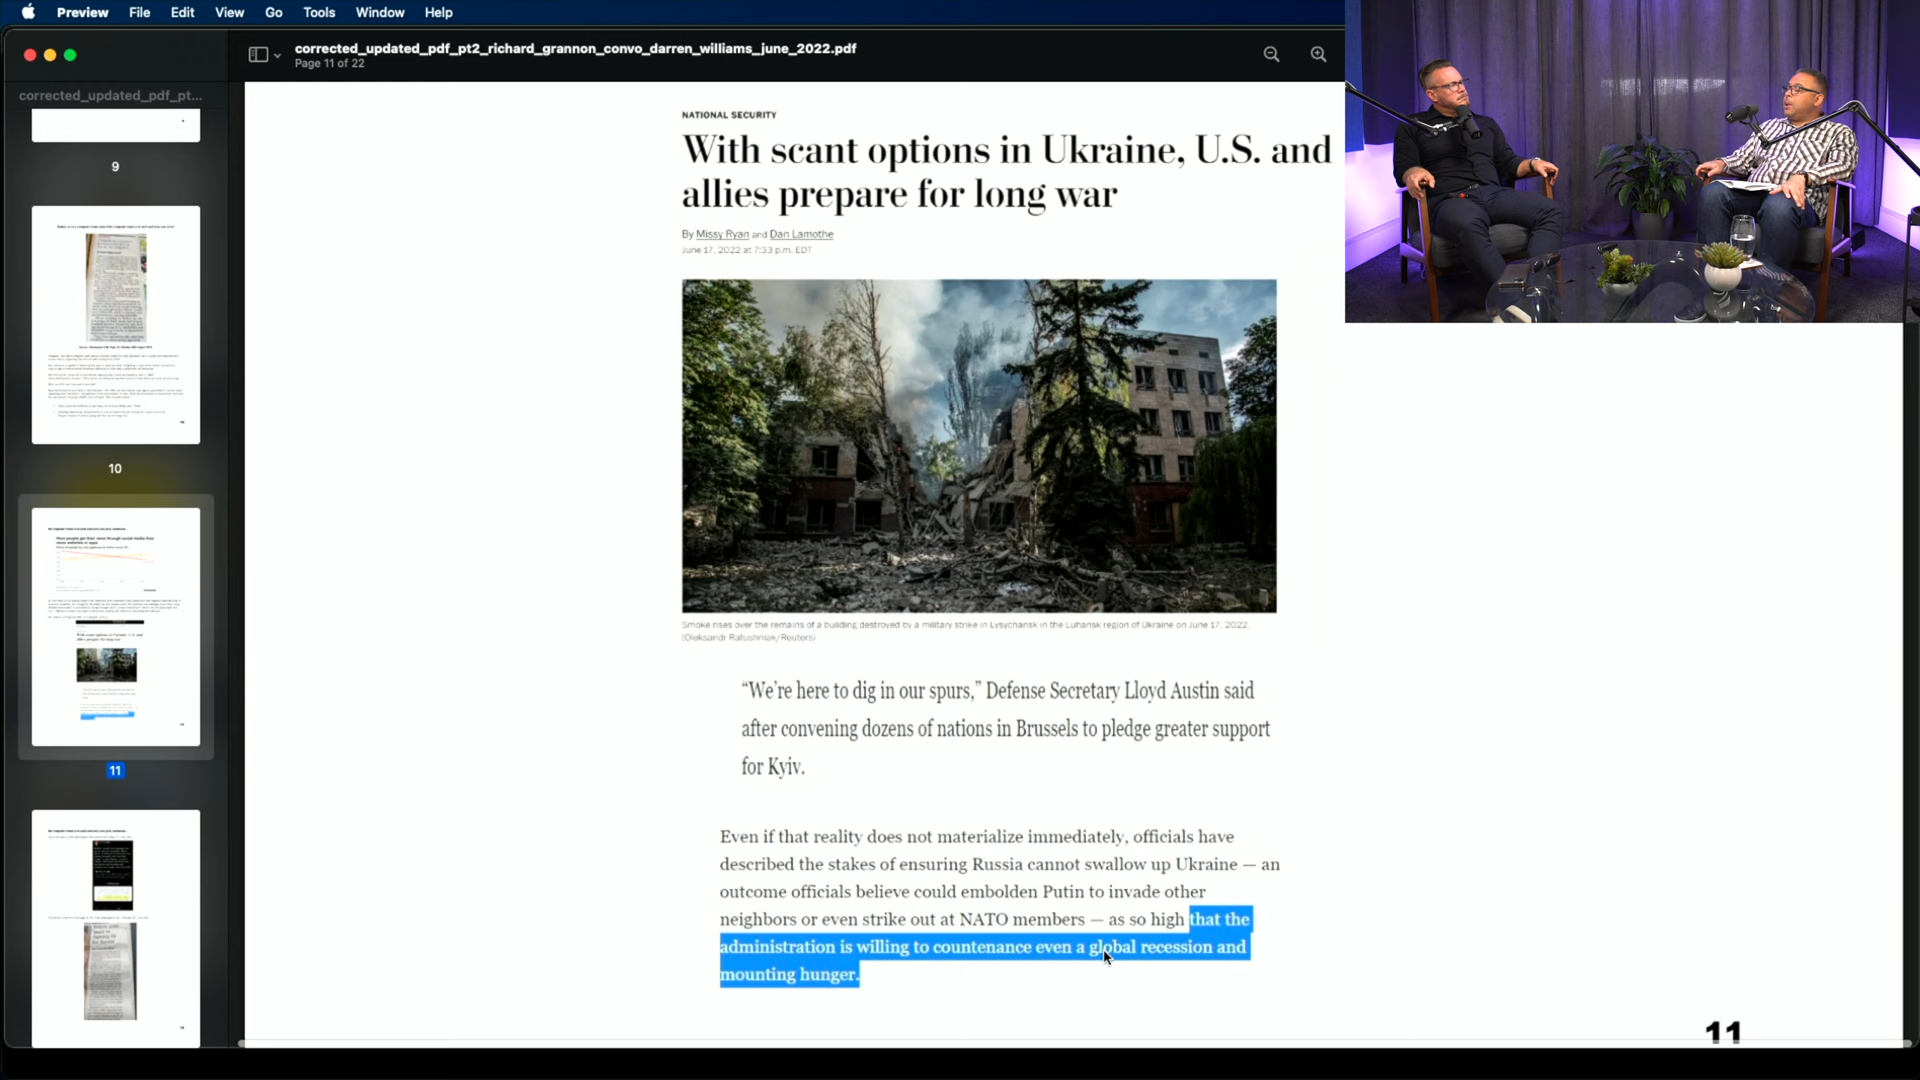 Preview File Edit View Go Tools Window Help
corrected_updated_pdf_pt2_richard_grannon_convo_darren_williams_june_2022.pdf
Page 11 of 22
corrected_updated_pdf_pt...
9
10
11
NATIONAL SECURITY
With scant options in Ukraine, U.S. and
allies prepare for long war
By Missy Ryan and Dan Lamothe
June 17, 2022 at 7:33 p.m. EDT
Smoke rises over the remains of a building destroyed by a military strike in Lysychansk in the Luhansk region of Ukraine on June 17, 2022.
(Oleksandr Ratushniak/Reuters)
“We’re here to dig in our spurs,” Defense Secretary Lloyd Austin said
after convening dozens of nations in Brussels to pledge greater support
for Kyiv.
Even if that reality does not materialize immediately, officials have
described the stakes of ensuring Russia cannot swallow up Ukraine — an
outcome officials believe could embolden Putin to invade other
neighbors or even strike out at NATO members — as so high that the
administration is willing to countenance even a global recession and
mounting hunger.
11